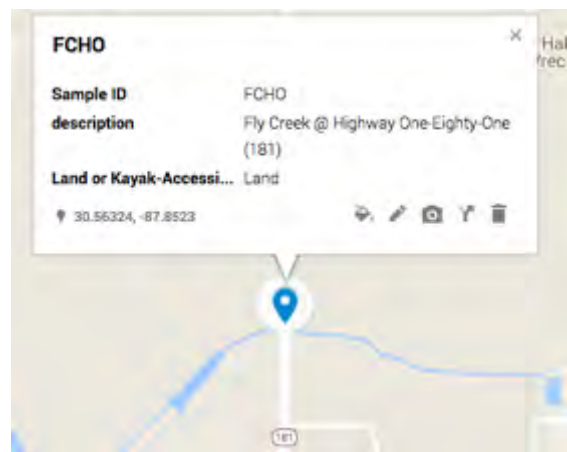 FCHO
×
Hal
Sample ID FCHO
description Fly Creek @ Highway One-Eighty-One
(181)
Land or Kayak-Accessi... Land
30.56324, -87.8523
181